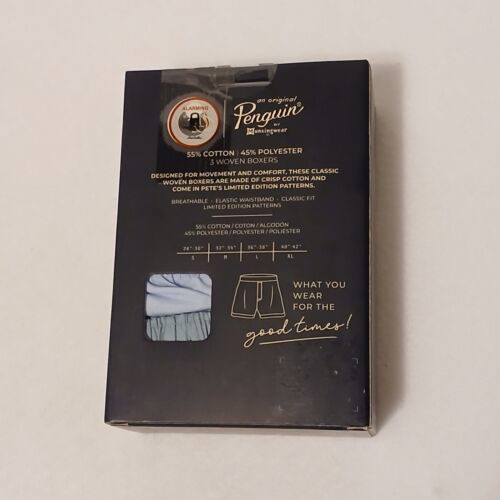 ALARMING
an original
Penguin®
BY
Munsingwear
55% COTTON | 45% POLYESTER
3 WOVEN BOXERS
DESIGNED FOR MOVEMENT AND COMFORT, THESE CLASSIC
WOVEN BOXERS ARE MADE OF CRISP COTTON AND
COME IN PETE'S LIMITED EDITION PATTERNS.
BREATHABLE · ELASTIC WAISTBAND · CLASSIC FIT
LIMITED EDITION PATTERNS
55% COTTON / COTON / ALGODÓN
45% POLYESTER / POLYESTER / POLIÉSTER
28"-30" 32"-34" 36"-38" 40"-42"
S M L XL
WHAT YOU
WEAR
FOR THE
good times!